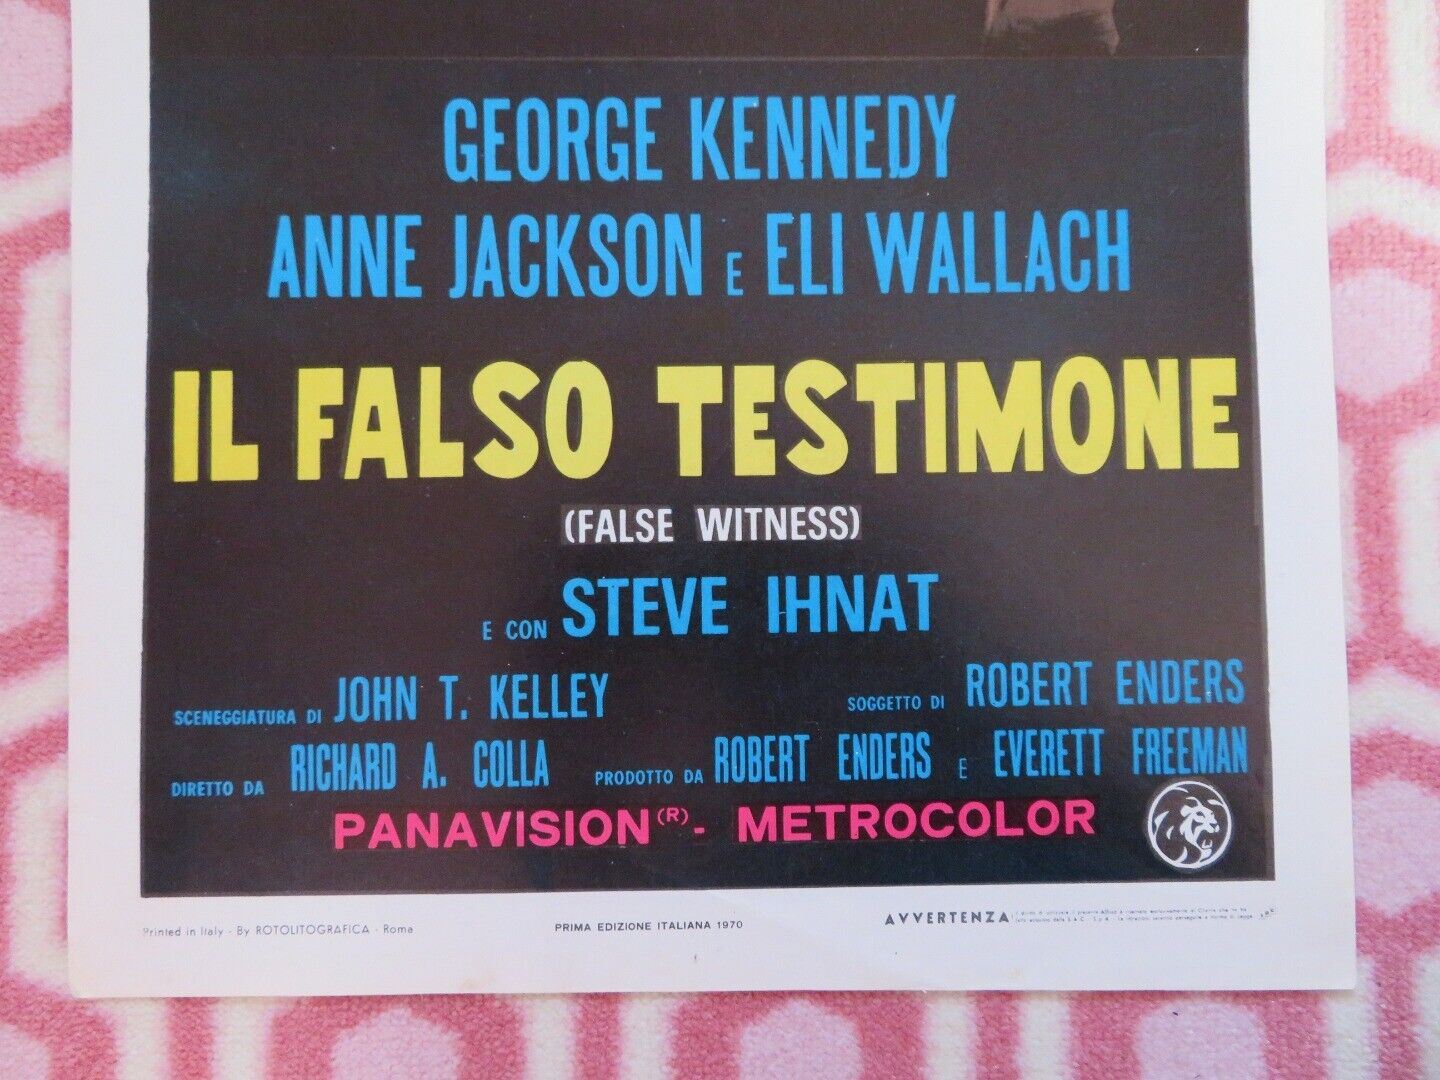 GEORGE KENNEDY
ANNE JACKSON E ELI WALLACH
IL FALSO TESTIMONE
(FALSE WITNESS)
E CON STEVE IHNAT
SCENEGGIATURA DI JOHN T. KELLEY SOGGETTO DI ROBERT ENDERS
DIRETTO DA RICHARD A. COLLA PRODOTTO DA ROBERT ENDERS E EVERETT FREEMAN
PANAVISION (R) - METROCOLOR
Printed in Italy - By ROTOLITOGRAFICA - Roma PRIMA EDIZIONE ITALIANA 1970 AVVERTENZA